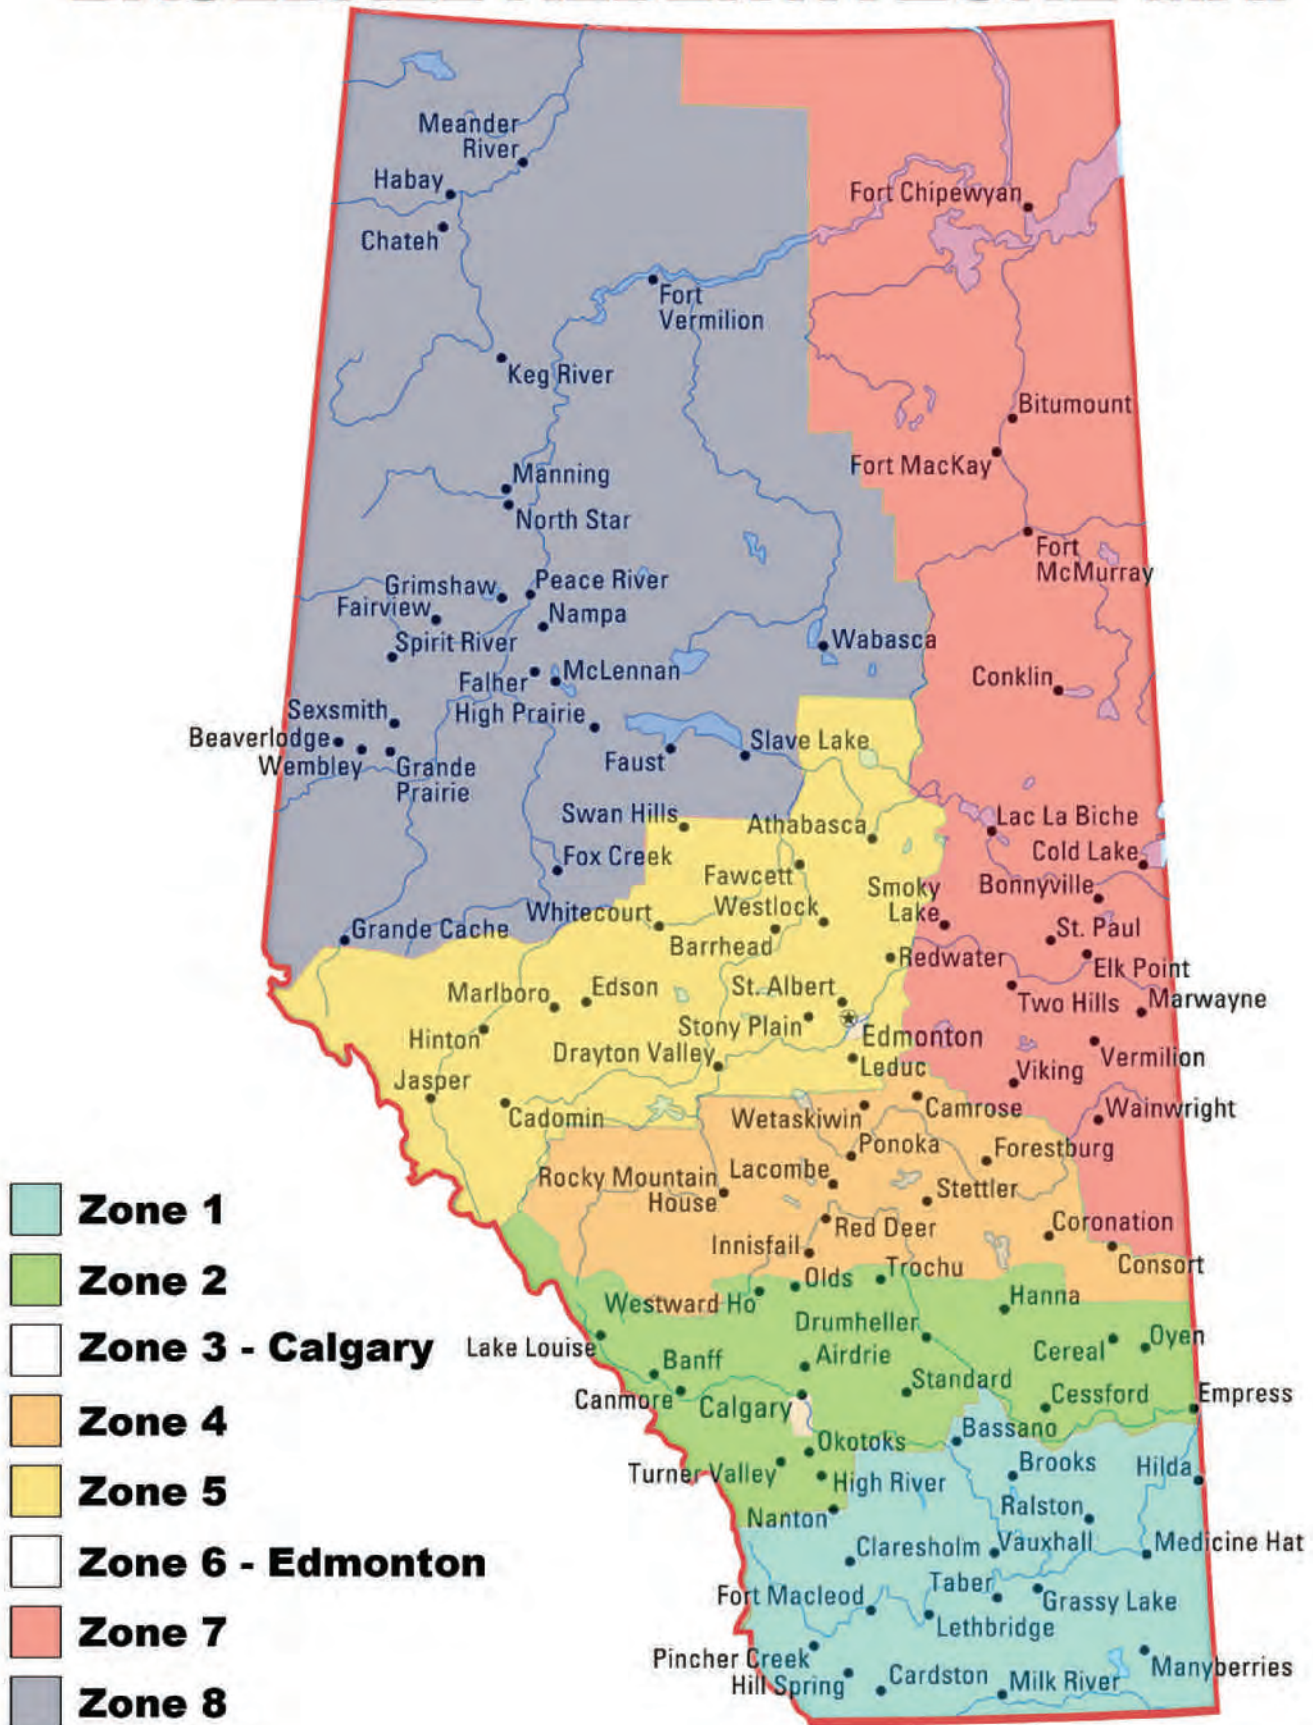 Meander
River
Habay
Chateh
Fort Chipewyan
Fort
Vermilion
Keg River
Bitumount
Fort MacKay
Manning
North Star
Fort
McMurray
Grimshaw
Peace River
Fairview
Nampa
Spirit River
Wabasca
Falher
McLennan
Conklin
Sexsmith
High Prairie
Beaverlodge
Wembley
Grande
Prairie
Faust
Slave Lake
Swan Hills
Athabasca
Lac La Biche
Cold Lake
Fox Creek
Fawcett
Smoky
Lake
Bonnyville
Whitecourt
Westlock
Grande Cache
Barrhead
St. Paul
Redwater
Elk Point
Marlboro
Edson
St. Albert
Two Hills
Marwayne
Hinton
Stony Plain
Edmonton
Drayton Valley
Leduc
Vermilion
Jasper
Viking
Cadomin
Wetaskiwin
Camrose
Wainwright
Ponoka
Forestburg
Rocky Mountain
House
Lacombe
Stettler
Red Deer
Coronation
Innisfail
Consort
Olds
Trochu
Westward Ho
Hanna
Drumheller
Lake Louise
Banff
Airdrie
Cereal
Oyen
Canmore
Calgary
Standard
Cessford
Empress
Okotoks
Bassano
Turner Valley
High River
Brooks
Hilda
Nanton
Ralston
Claresholm
Vauxhall
Medicine Hat
Fort Macleod
Taber
Grassy Lake
Lethbridge
Pincher Creek
Hill Spring
Cardston
Milk River
Manyberries
Zone 1
Zone 2
Zone 3 - Calgary
Zone 4
Zone 5
Zone 6 - Edmonton
Zone 7
Zone 8